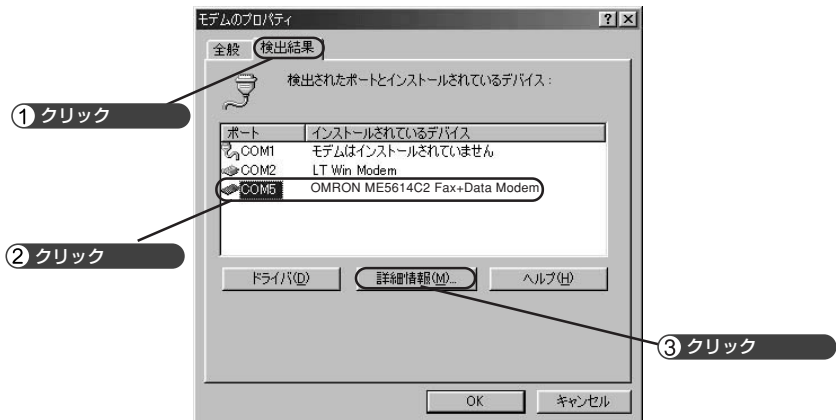 モデムのプロパティ
全般 検出結果
検出されたポートとインストールされているデバイス:
① クリック
ポート インストールされているデバイス
COM1 モデムはインストールされていません
COM2 LT Win Modem
COM5 OMRON ME5614C2 Fax+Data Modem
② クリック
ドライバ(D) 詳細情報(M)... ヘルプ(H)
③ クリック
OK キャンセル